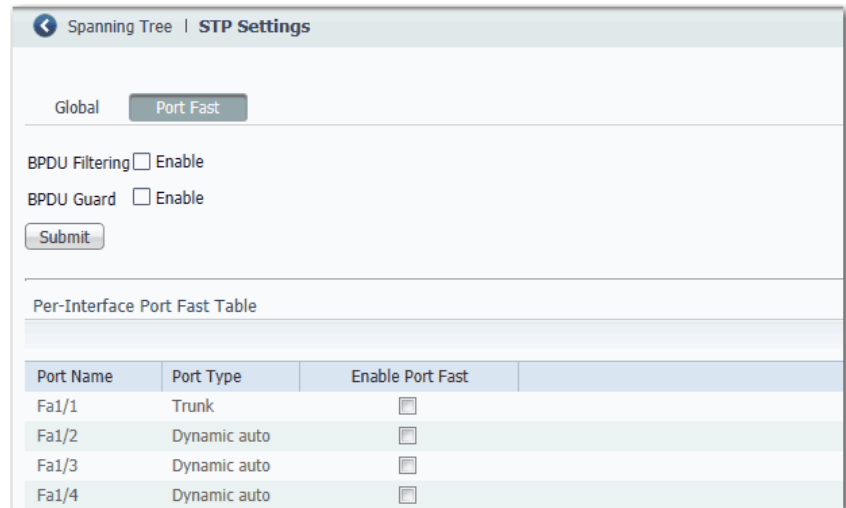 Spanning Tree | STP Settings
Global Port Fast
BPDU Filtering Enable
BPDU Guard Enable
Submit
Per-Interface Port Fast Table
Port Name Port Type Enable Port Fast
Fa1/1 Trunk
Fa1/2 Dynamic auto
Fa1/3 Dynamic auto
Fa1/4 Dynamic auto